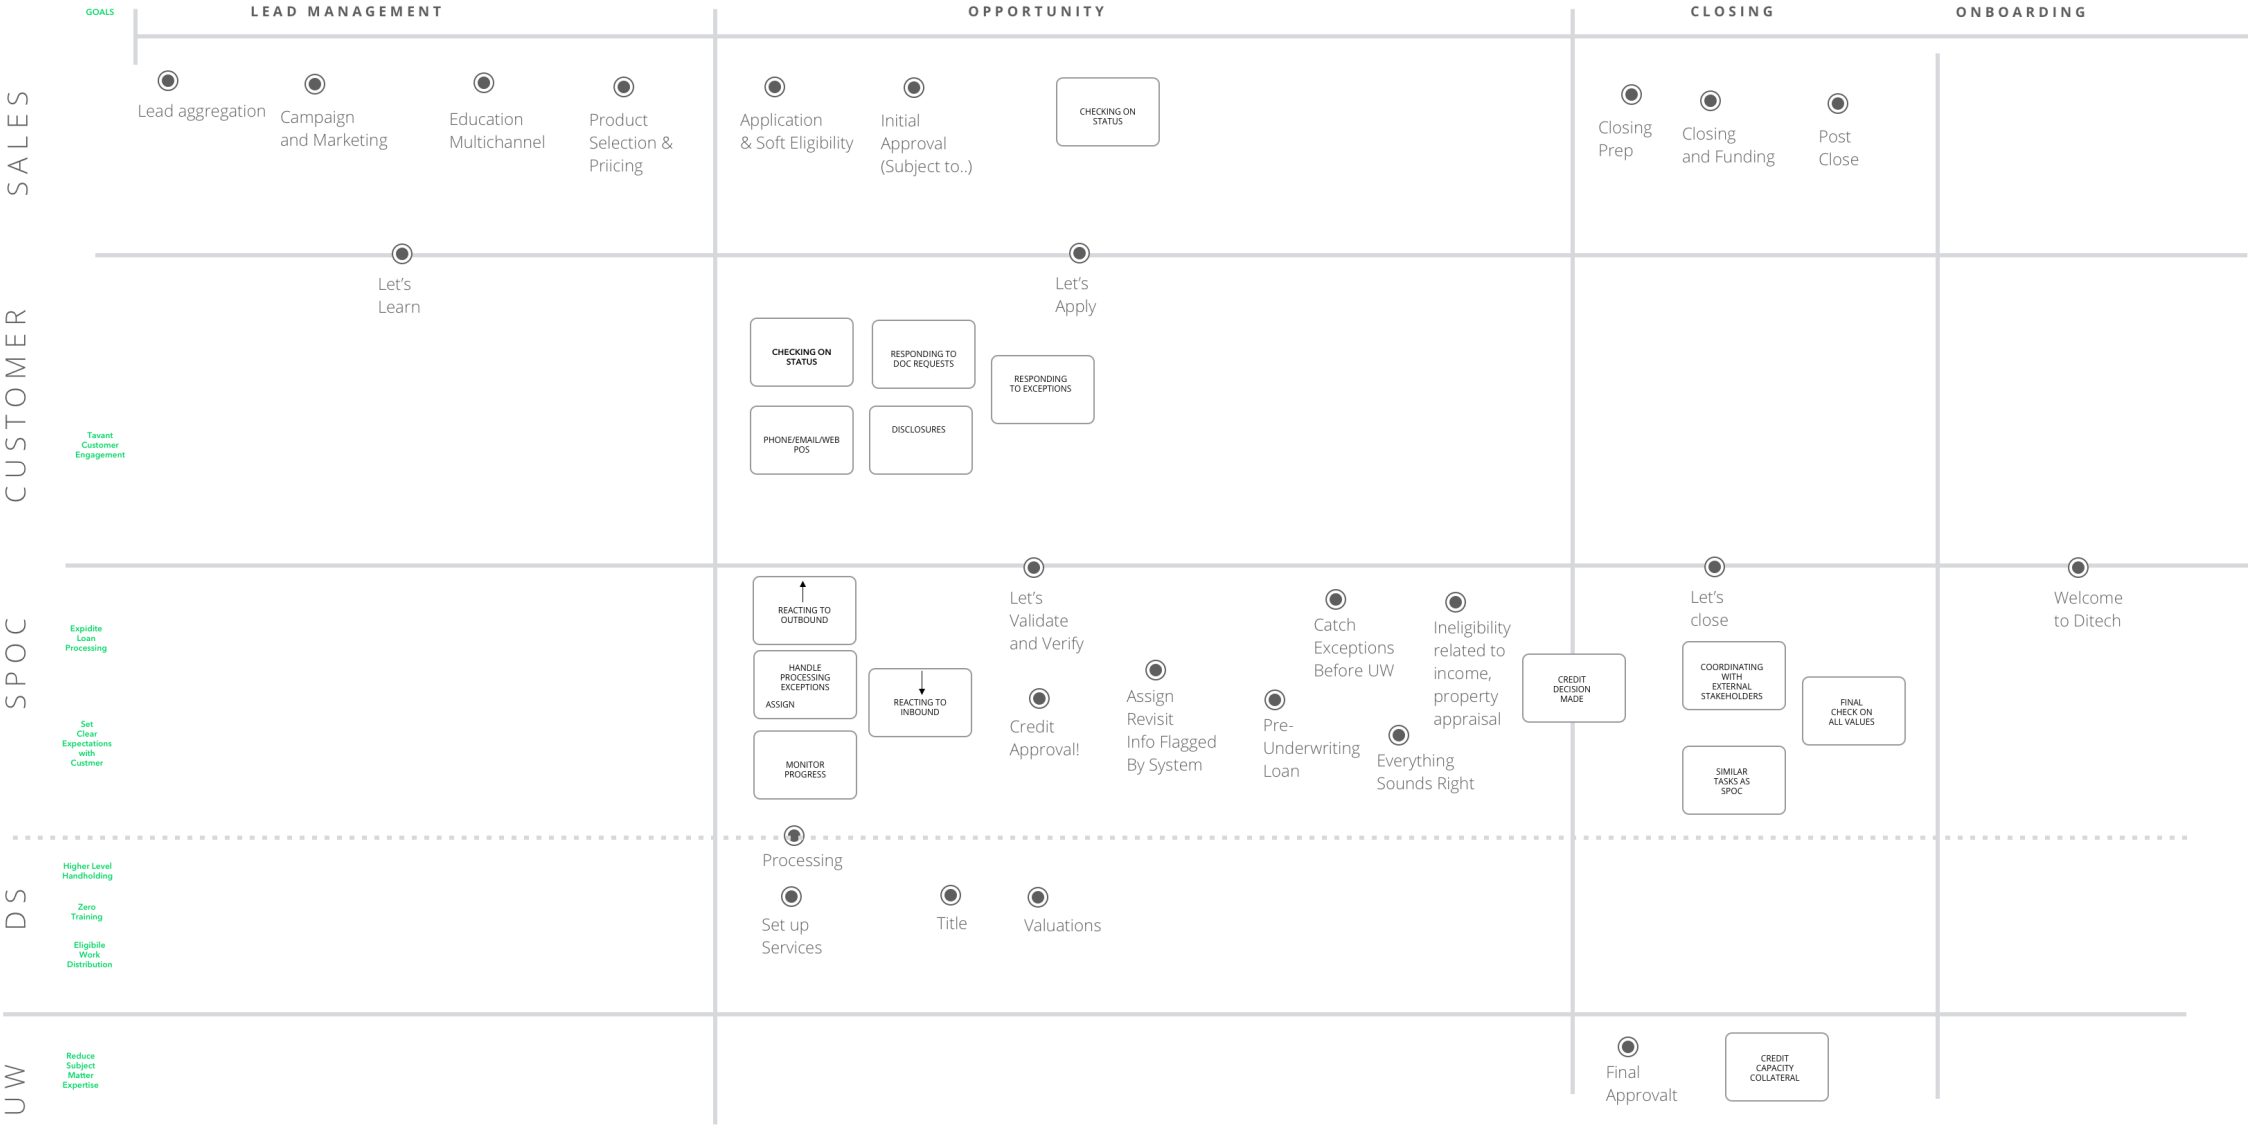 GOALS
LEAD MANAGEMENT
OPPORTUNITY
CLOSING
ONBOARDING
SALES
Lead aggregation
Campaign
and Marketing
Education
Multichannel
Product
Selection &
Priicing
Application
& Soft Eligibility
Initial
Approval
(Subject to..)
CHECKING ON
STATUS
Closing
Prep
Closing
and Funding
Post
Close
CUSTOMER
Let's
Learn
Let's
Apply
CHECKING ON
STATUS
RESPONDING TO
DOC REQUESTS
RESPONDING
TO EXCEPTIONS
PHONE/EMAIL/WEB
POS
DISCLOSURES
Tavant
Customer
Engagement
SPOC
Expidite
Loan
Processing
Set
Clear
Expectations
with
Custmer
REACTING TO
OUTBOUND
HANDLE
PROCESSING
EXCEPTIONS
ASSIGN
REACTING TO
INBOUND
MONITOR
PROGRESS
Let's
Validate
and Verify
Credit
Approval!
Assign
Revisit
Info Flagged
By System
Pre-
Underwriting
Loan
Catch
Exceptions
Before UW
Everything
Sounds Right
Ineligibility
related to
income,
property
appraisal
CREDIT
DECISION
MADE
Let's
close
COORDINATING
WITH
EXTERNAL
STAKEHOLDERS
FINAL
CHECK ON
ALL VALUES
SIMILAR
TASKS AS
SPOC
Welcome
to Ditech
DS
Higher Level
Handholding
Zero
Training
Eligibile
Work
Distribution
Processing
Set up
Services
Title
Valuations
UW
Reduce
Subject
Matter
Expertise
Final
Approvalt
CREDIT
CAPACITY
COLLATERAL